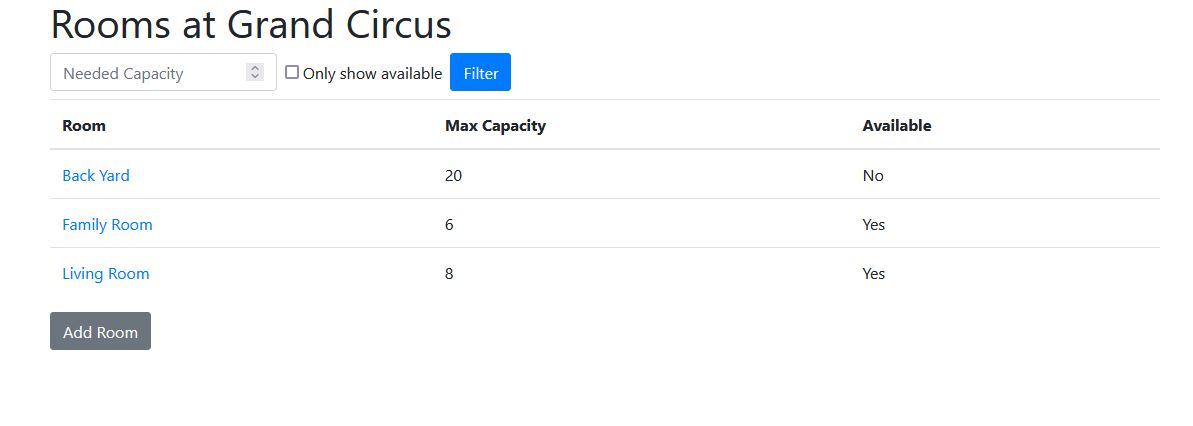 Rooms at Grand Circus
Needed Capacity Only show available Filter
Room Max Capacity Available
Back Yard 20 No
Family Room 6 Yes
Living Room 8 Yes
Add Room